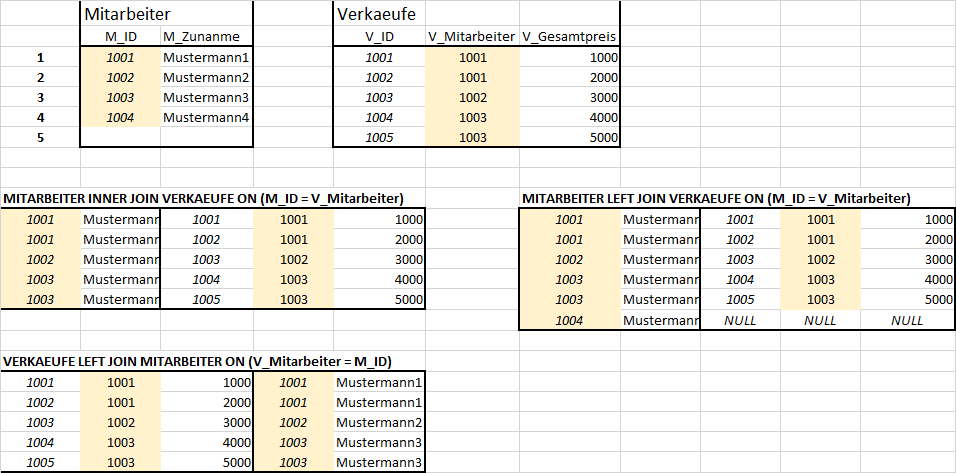 Mitarbeiter Verkaeufe
M_ID M_Zunanme V_ID V_Mitarbeiter V_Gesamtpreis
1 1001 Mustermann1 1001 1001 1000
2 1002 Mustermann2 1002 1001 2000
3 1003 Mustermann3 1003 1002 3000
4 1004 Mustermann4 1004 1003 4000
5 1005 1003 5000
MITARBEITER INNER JOIN VERKAEUFE ON (M_ID = V_Mitarbeiter) MITARBEITER LEFT JOIN VERKAEUFE ON (M_ID = V_Mitarbeiter)
1001 Mustermann 1001 1001 1000 1001 Mustermann 1001 1001 1000
1001 Mustermann 1002 1001 2000 1001 Mustermann 1002 1001 2000
1002 Mustermann 1003 1002 3000 1002 Mustermann 1003 1002 3000
1003 Mustermann 1004 1003 4000 1003 Mustermann 1004 1003 4000
1003 Mustermann 1005 1003 5000 1003 Mustermann 1005 1003 5000
1004 Mustermann NULL NULL NULL
VERKAEUFE LEFT JOIN MITARBEITER ON (V_Mitarbeiter = M_ID)
1001 1001 1000 1001 Mustermann1
1002 1001 2000 1001 Mustermann1
1003 1002 3000 1002 Mustermann2
1004 1003 4000 1003 Mustermann3
1005 1003 5000 1003 Mustermann3